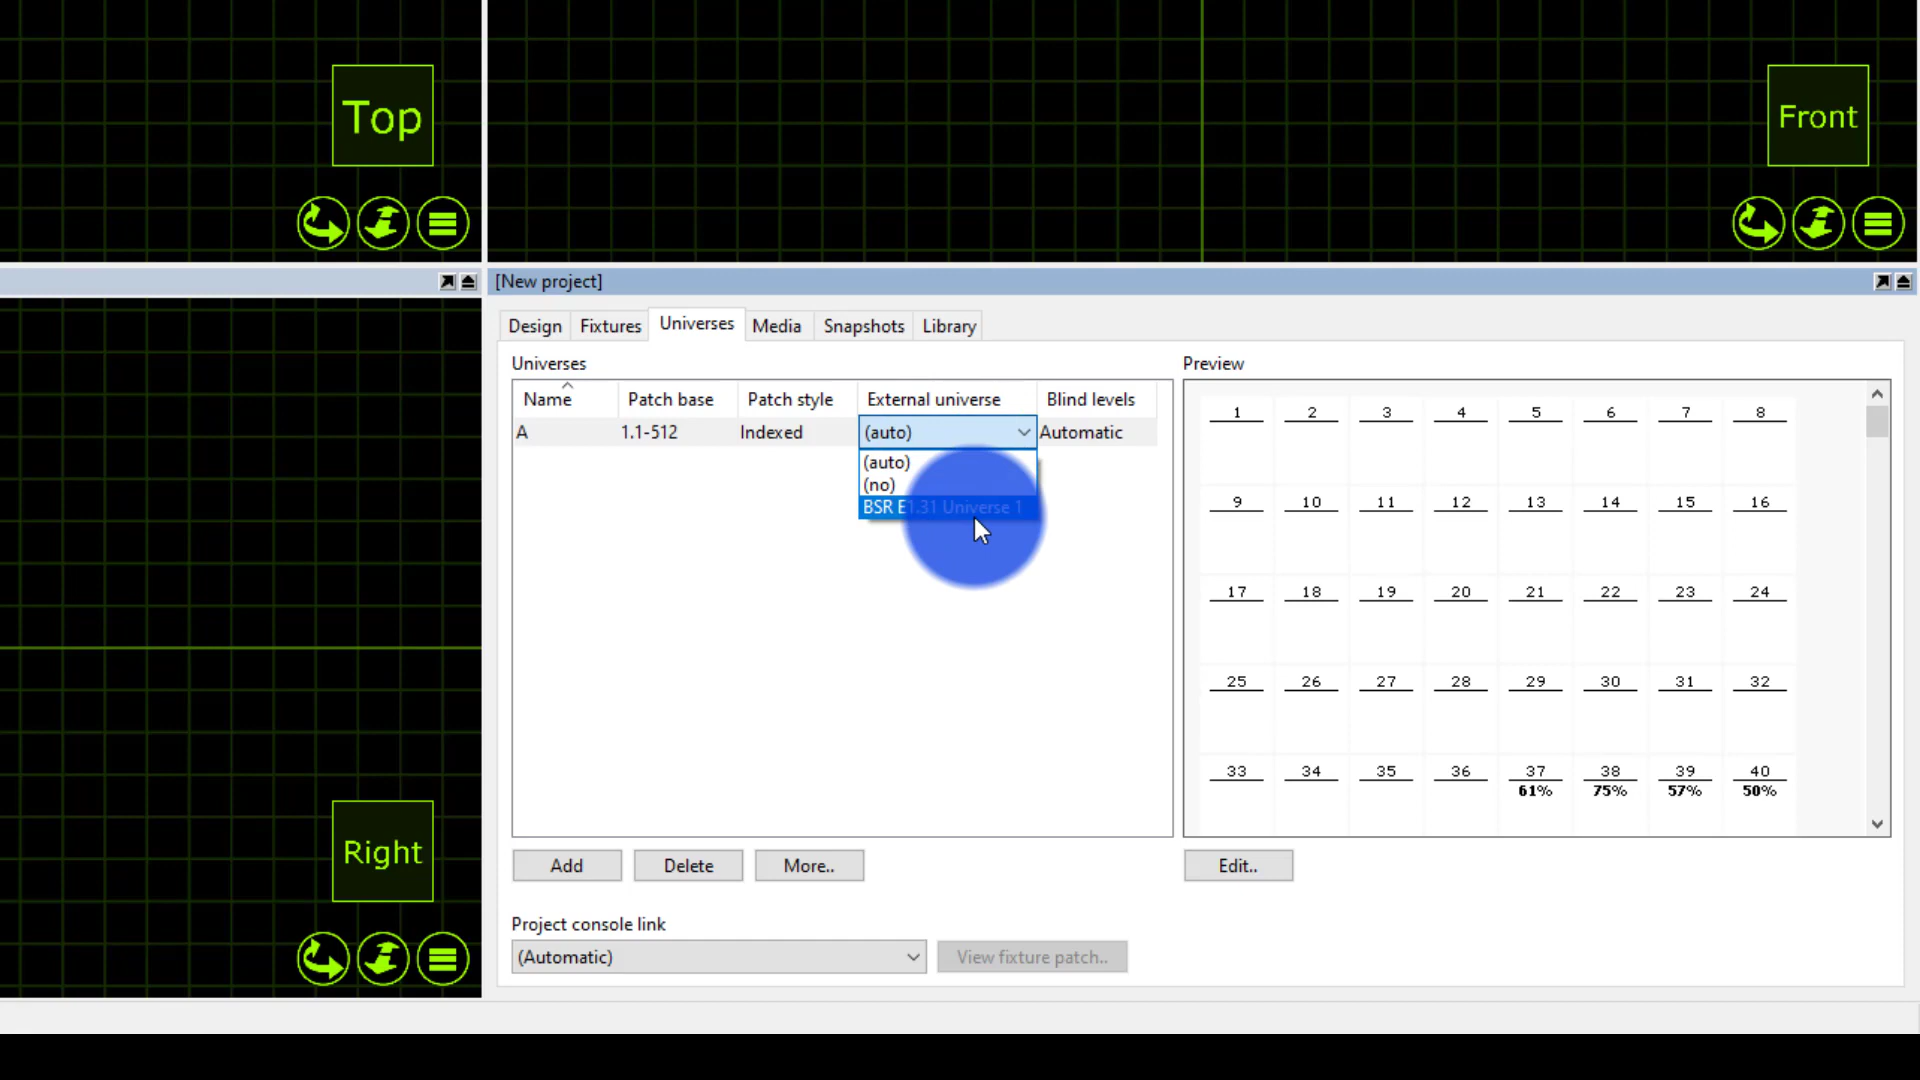 Top
Front
[New project]
Design
Fixtures
Universes
Media
Snapshots
Library
Universes
Name
Patch base
Patch style
External universe
Blind levels
A
1.1-512
Indexed
(auto)
Automatic
(auto)
(no)
BSR E1.31 Universe 1
Preview
1 2 3 4 5 6 7 8
9 10 11 12 13 14 15 16
17 18 19 20 21 22 23 24
25 26 27 28 29 30 31 32
33 34 35 36 37 38 39 40
61% 75% 57% 50%
Right
Add
Delete
More..
Edit..
Project console link
(Automatic)
View fixture patch..